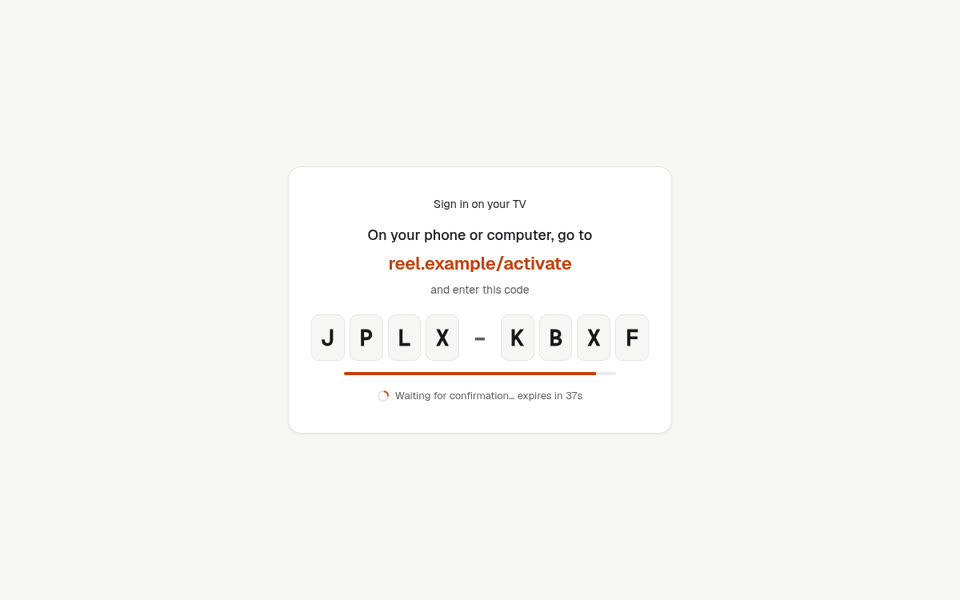 Sign in on your TV
On your phone or computer, go to
reel.example/activate
and enter this code
JPLX-KBXF
Waiting for confirmation… expires in 37s